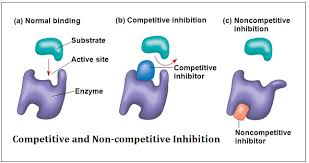 (a) Normal binding
Substrate
Active site
Enzyme
(b) Competitive inhibition
Competitive
inhibitor
(c) Noncompetitive
inhibition
Noncompetitive
inhibitor
Competitive and Non-competitive Inhibition